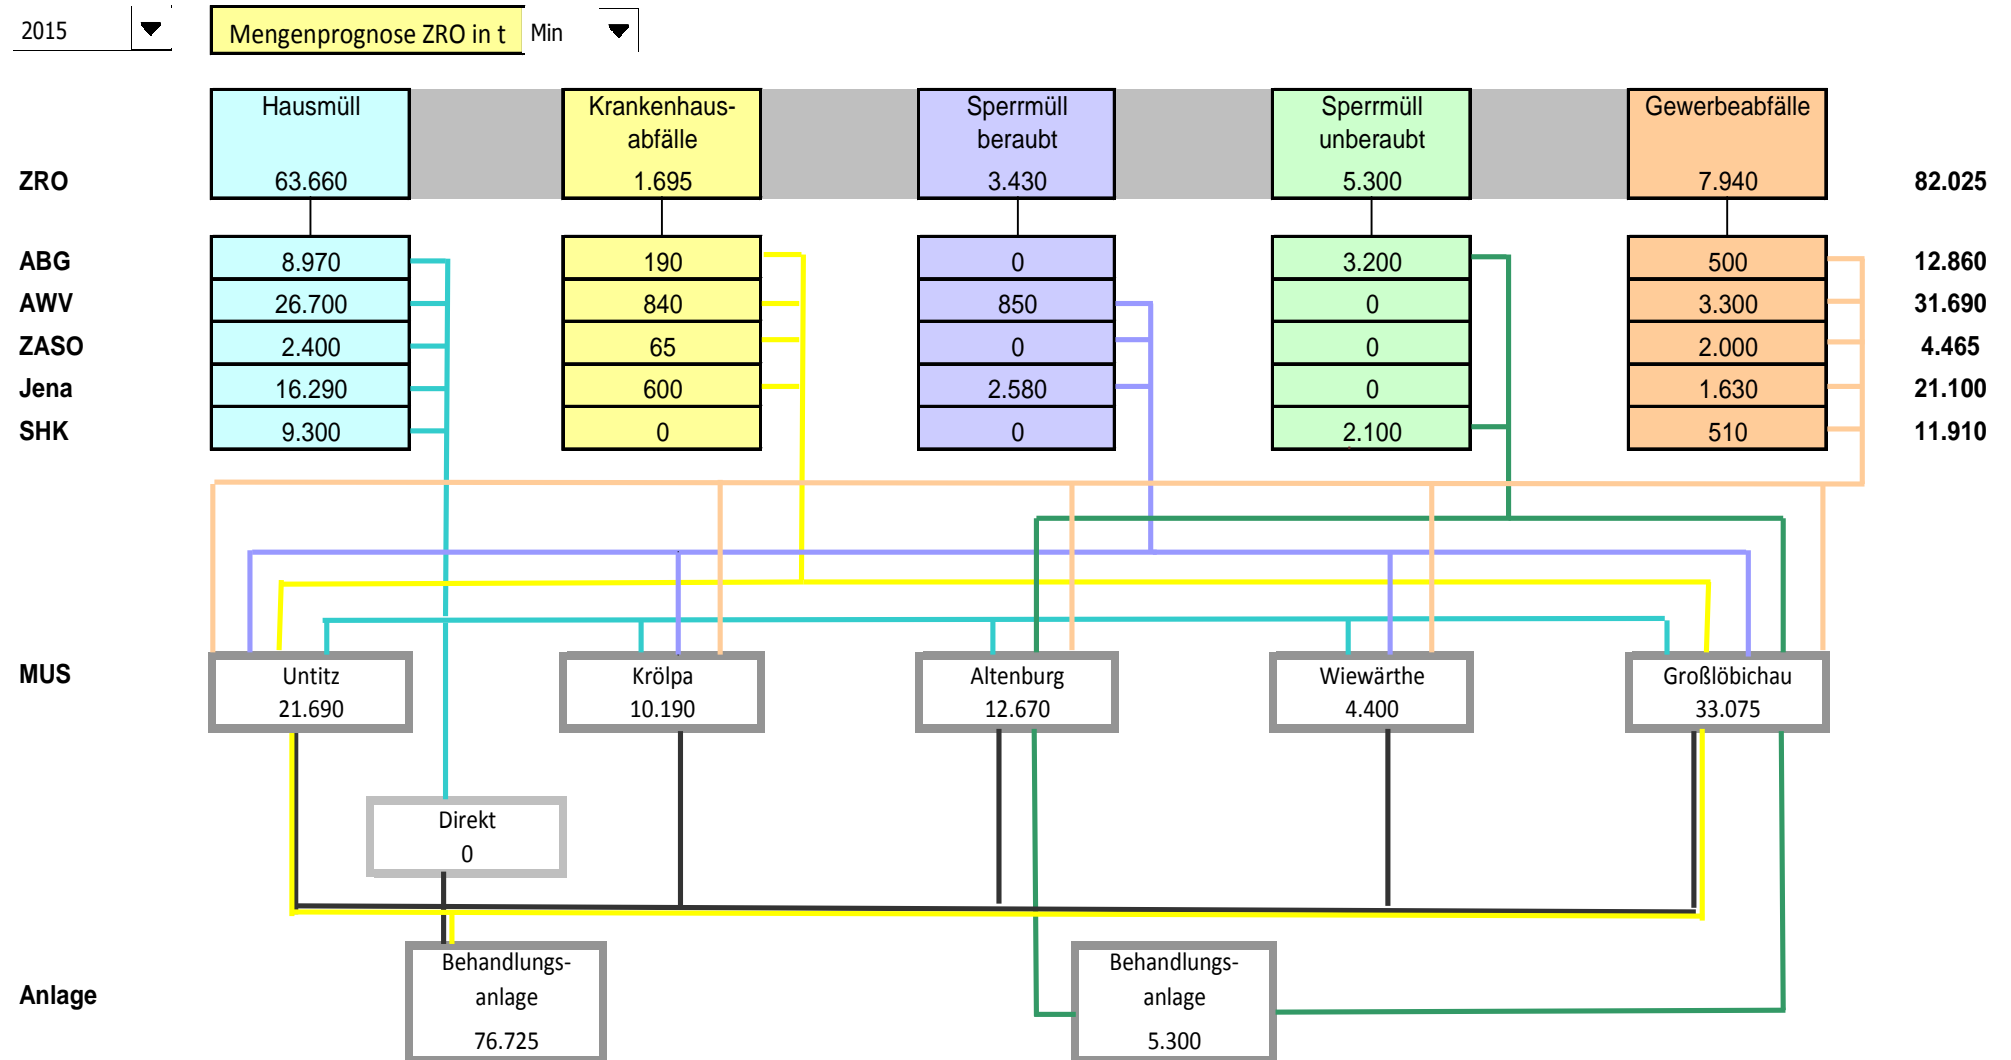 2015
Mengenprognose ZRO in t
Min
Hausmüll
Krankenhaus-
abfälle
Sperrmüll
beraubt
Sperrmüll
unberaubt
Gewerbeabfälle
ZRO 63.660 1.695 3.430 5.300 7.940 82.025
ABG 8.970 190 0 3.200 500 12.860
AWV 26.700 840 850 0 3.300 31.690
ZASO 2.400 65 0 0 2.000 4.465
Jena 16.290 600 2.580 0 1.630 21.100
SHK 9.300 0 0 2.100 510 11.910
MUS Untitz Krölpa Altenburg Wiewärthe Großlöbichau
21.690 10.190 12.670 4.400 33.075
Direkt
0
Anlage
Behandlungs-
anlage
76.725
Behandlungs-
anlage
5.300